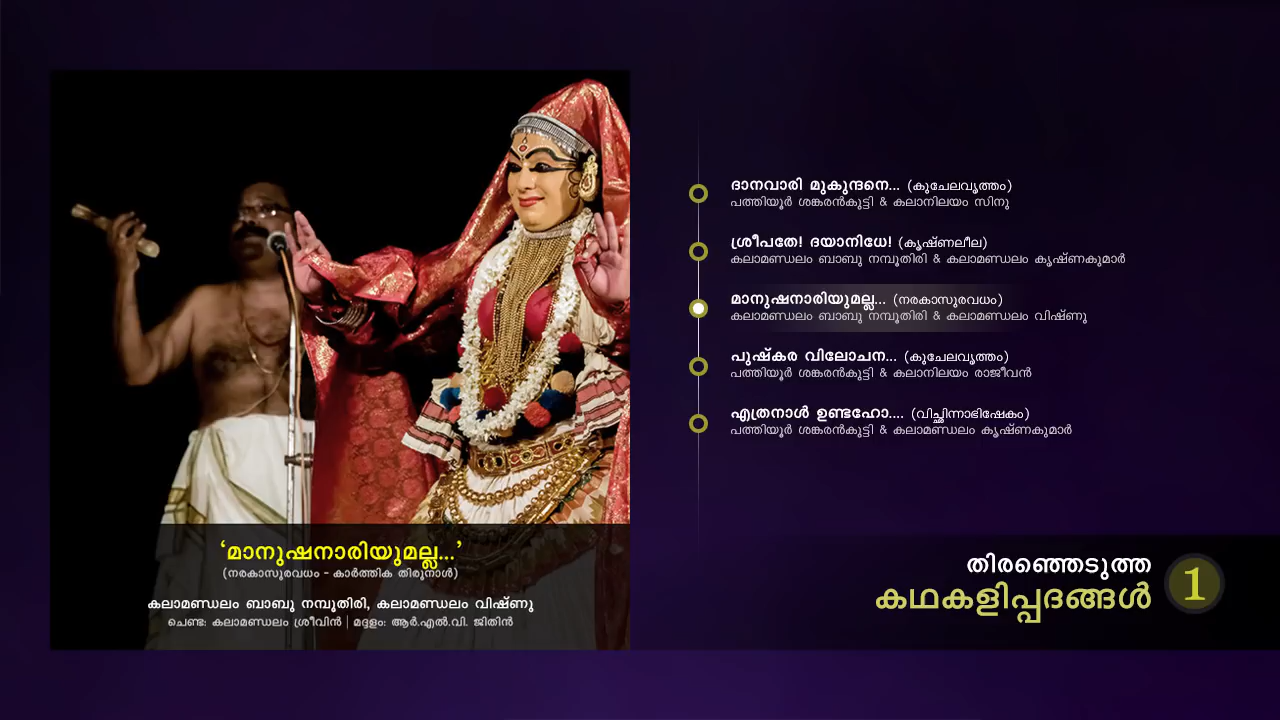 ദാനവാരി മുകുന്ദനെ... (കുചേലവൃത്തം)
പത്തിയൂർ ശങ്കരൻകുട്ടി & കലാനിലയം സിനു
ശ്രീപതേ! ദയാനിധേ! (കൃഷ്ണലീല)
കലാമണ്ഡലം ബാബു നമ്പൂതിരി & കലാമണ്ഡലം കൃഷ്ണകുമാർ
മാനുഷനാരിയുമല്ല... (നരകാസുരവധം)
കലാമണ്ഡലം ബാബു നമ്പൂതിരി & കലാമണ്ഡലം വിഷ്ണു
പുഷ്കര വിലോചന... (കുചേലവൃത്തം)
പത്തിയൂർ ശങ്കരൻകുട്ടി & കലാനിലയം രാജീവൻ
എത്രനാൾ ഉണ്ടഹോ.... (വിച്ഛിന്നാഭിഷേകം)
പത്തിയൂർ ശങ്കരൻകുട്ടി & കലാമണ്ഡലം കൃഷ്ണകുമാർ
‘മാനുഷനാരിയുമല്ല...’
(നരകാസുരവധം - കാർത്തിക തിരുനാൾ)
കലാമണ്ഡലം ബാബു നമ്പൂതിരി, കലാമണ്ഡലം വിഷ്ണു
ചെണ്ട: കലാമണ്ഡലം ശ്രീവിൻ | മദ്ദളം: ആർ.എൽ.വി. ജിതിൻ
തിരഞ്ഞെടുത്ത
കഥകളിപ്പദങ്ങൾ 1